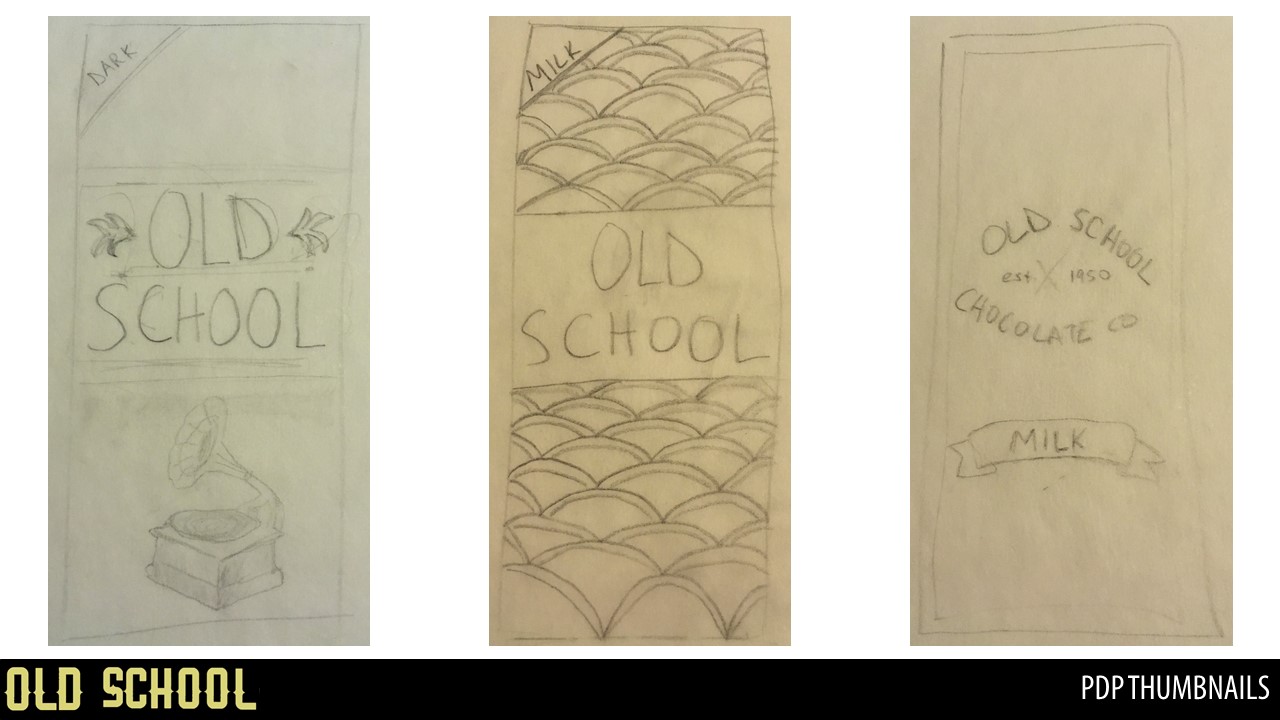 DARK
OLD
SCHOOL
MILK
OLD
SCHOOL
OLD SCHOOL
est. X 1950
CHOCOLATE CO
MILK
OLD SCHOOL
PDP THUMBNAILS